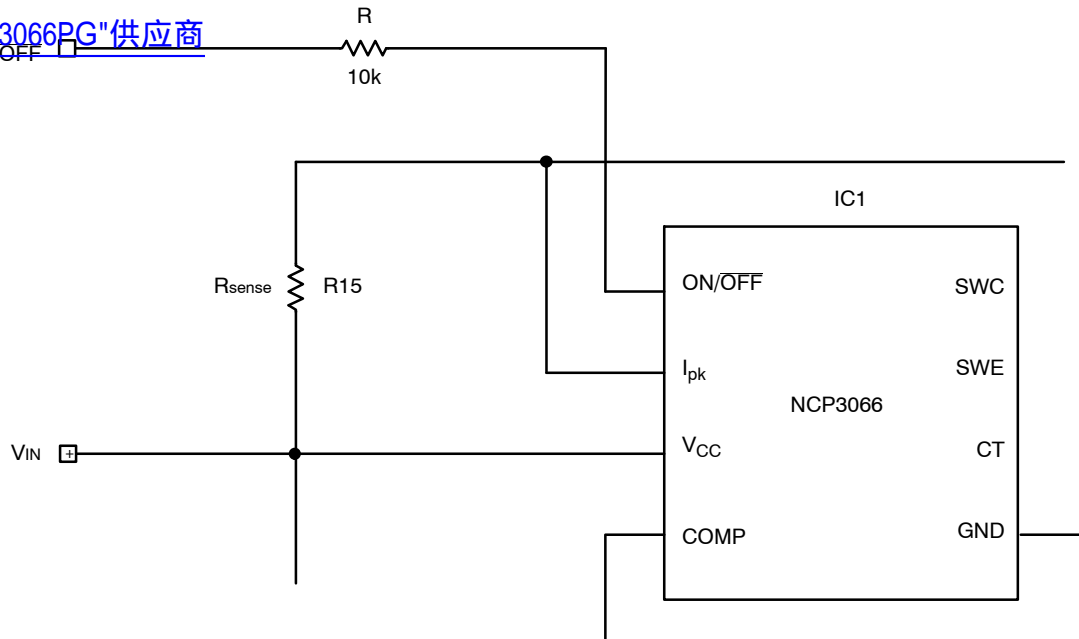 R
3066PG"供应商
OFF
10k
IC1
Rsense
R15
ON/OFF
SWC
Ipk
SWE
NCP3066
VIN
+
VCC
CT
COMP
GND